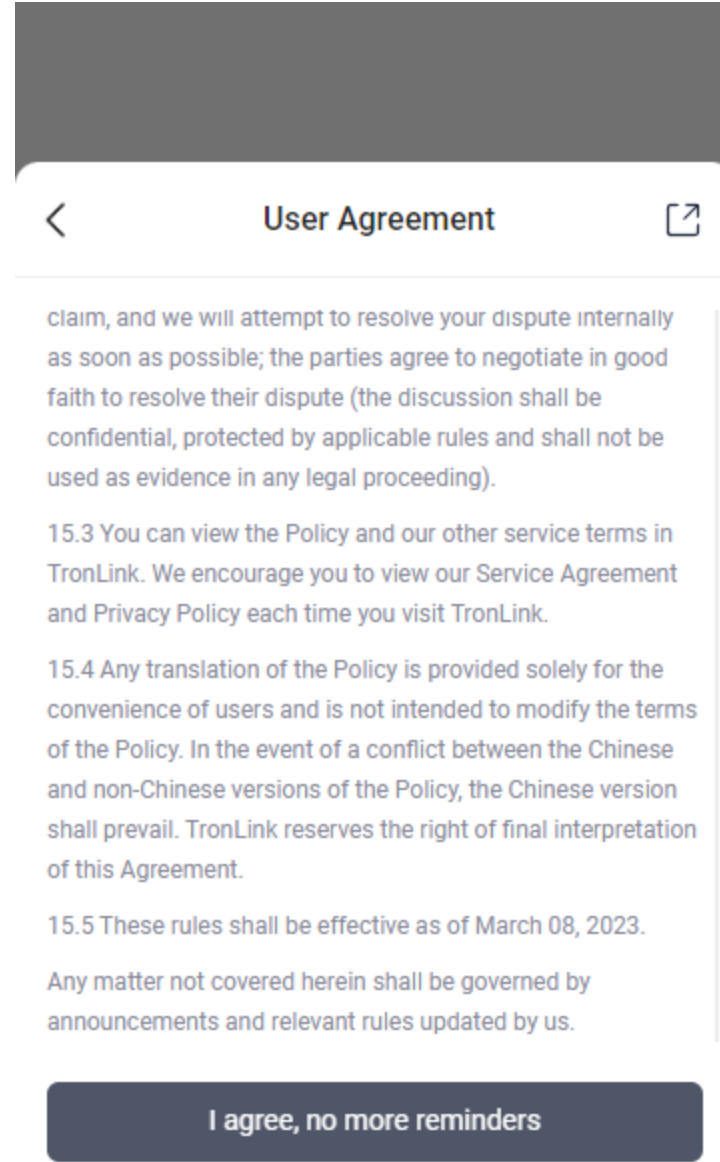 User Agreement
claim, and we will attempt to resolve your dispute internally
as soon as possible; the parties agree to negotiate in good
faith to resolve their dispute (the discussion shall be
confidential, protected by applicable rules and shall not be
used as evidence in any legal proceeding).
15.3 You can view the Policy and our other service terms in
TronLink. We encourage you to view our Service Agreement
and Privacy Policy each time you visit TronLink.
15.4 Any translation of the Policy is provided solely for the
convenience of users and is not intended to modify the terms
of the Policy. In the event of a conflict between the Chinese
and non-Chinese versions of the Policy, the Chinese version
shall prevail. TronLink reserves the right of final interpretation
of this Agreement.
15.5 These rules shall be effective as of March 08, 2023.
Any matter not covered herein shall be governed by
announcements and relevant rules updated by us.
I agree, no more reminders